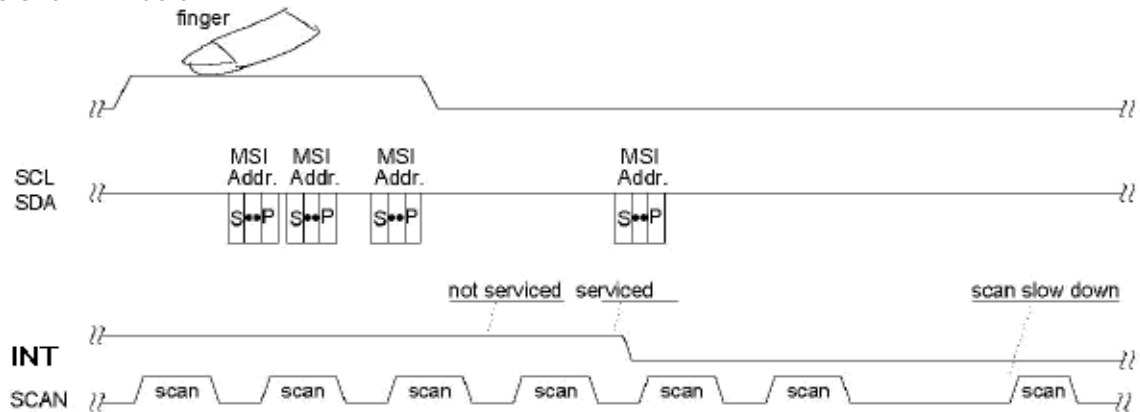 finger
MSI MSI MSI MSI
Addr. Addr. Addr. Addr.
SCL
SDA
S••P S••P S••P S••P
not serviced serviced scan slow down
INT
SCAN scan scan scan scan scan scan scan